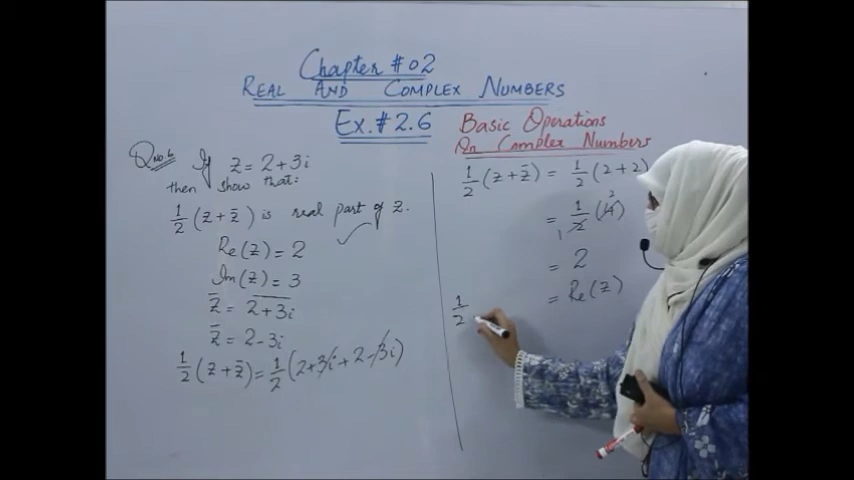 Chapter # 02
REAL AND COMPLEX NUMBERS
Ex. # 2.6
Basic Operations
On Complex Numbers
Q No. 6 If z = 2 + 3i
then show that:
1/2 (z + z̄) is real part of z.
Re(z) = 2
Im(z) = 3
z̄ = \overline{2 + 3i}
z̄ = 2 - 3i
1/2 (z + z̄) = 1/2 (2 + 3i + 2 - 3i)
1/2 (z + z̄) = 1/2 (2 + 2)
= 1/2 (4)
= 2
= Re(z)
1/2